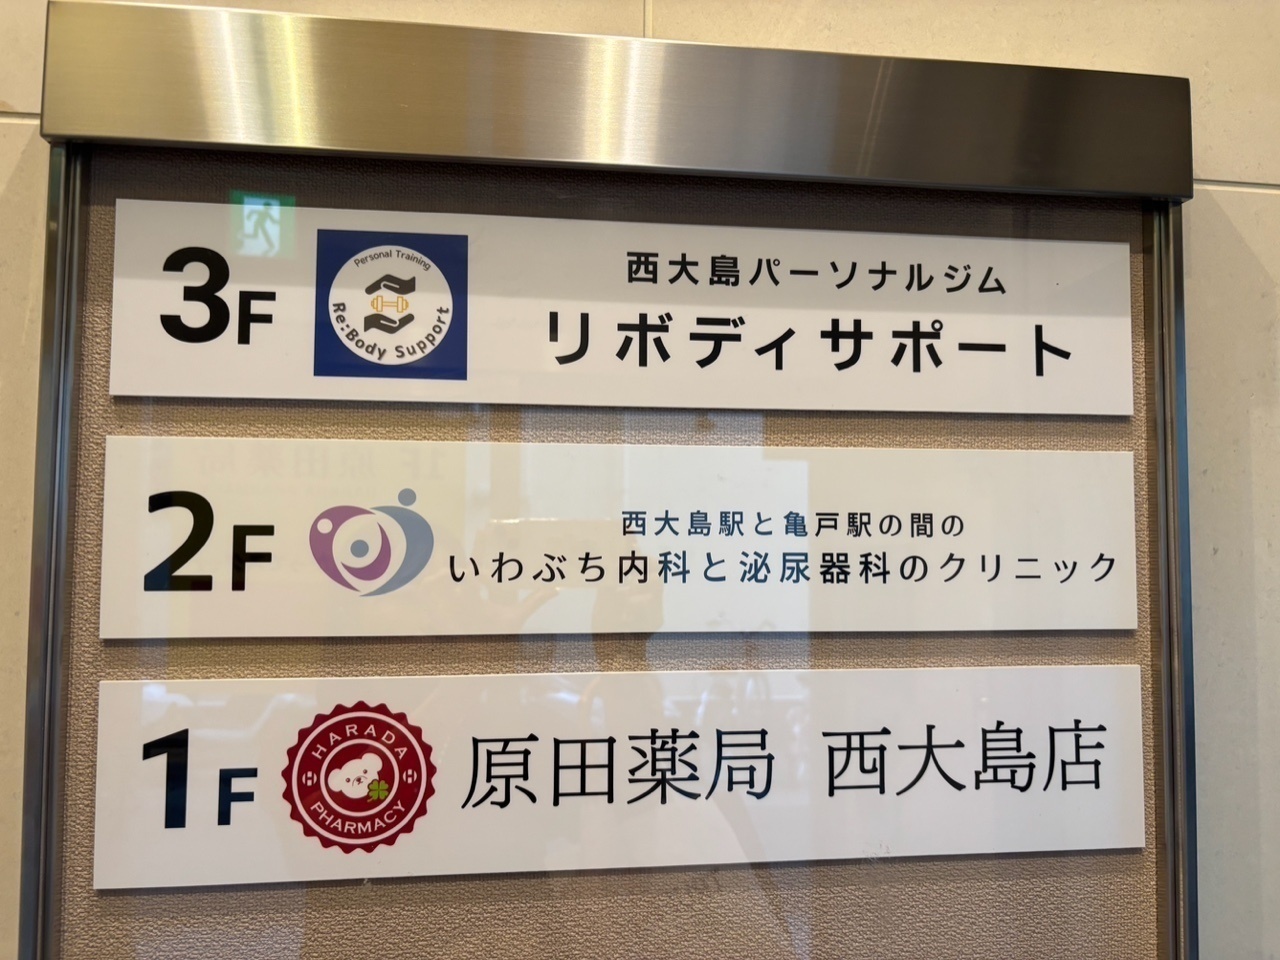 3F
Personal Training
Re:Body Support
西大島パーソナルジム
リボディサポート
2F
西大島駅と亀戸駅の間の
いわぶち内科と泌尿器科のクリニック
1F
HARADA
PHARMACY
原田薬局 西大島店